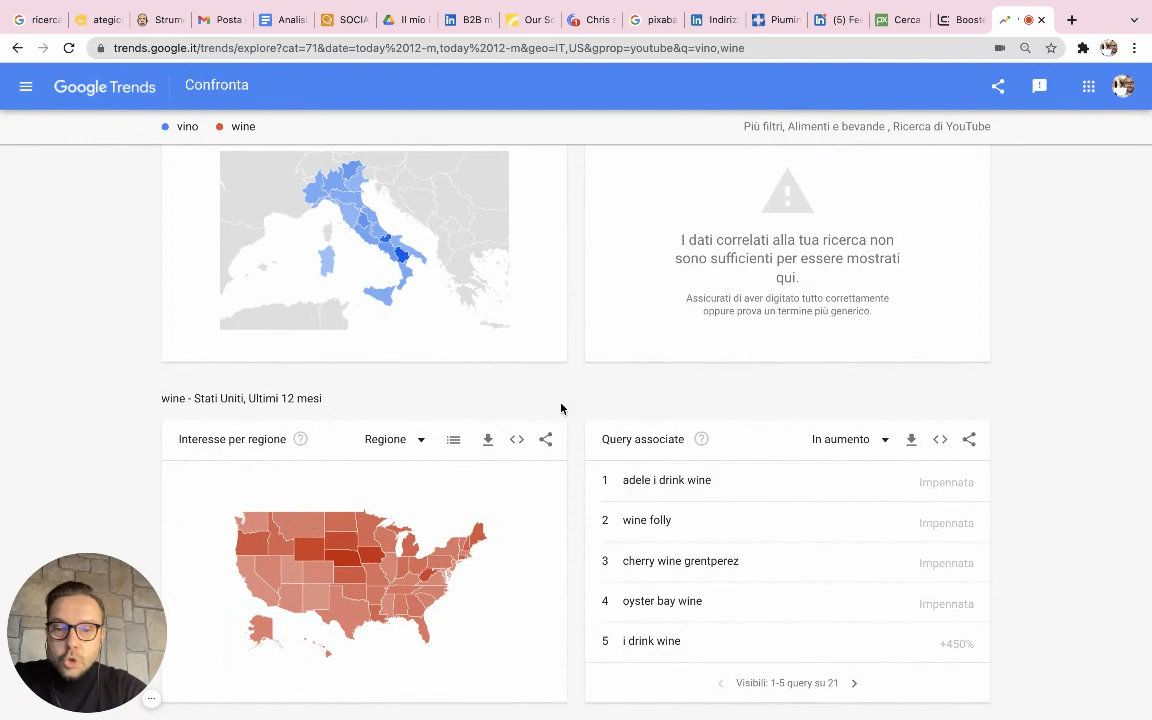 ricerca
ategio
Strume
Posta
Analisi
SOCIA
Il mio D
B2B m
Our So
Chris s
pixaba
Indiriz
Piumin
(5) Fee
Cerca
Booste
trends.google.it/trends/explore?cat=71&date=today%2012-m,today%2012-m&geo=IT,US&gprop=youtube&q=vino,wine
Google Trends
Confronta
vino
wine
Più filtri, Alimenti e bevande , Ricerca di YouTube
I dati correlati alla tua ricerca non
sono sufficienti per essere mostrati
qui.
Assicurati di aver digitato tutto correttamente
oppure prova un termine più generico.
wine - Stati Uniti, Ultimi 12 mesi
Interesse per regione
Regione
Query associate
In aumento
1 adele i drink wine Impennata
2 wine folly Impennata
3 cherry wine grentperez Impennata
4 oyster bay wine Impennata
5 i drink wine +450%
Visibili: 1-5 query su 21